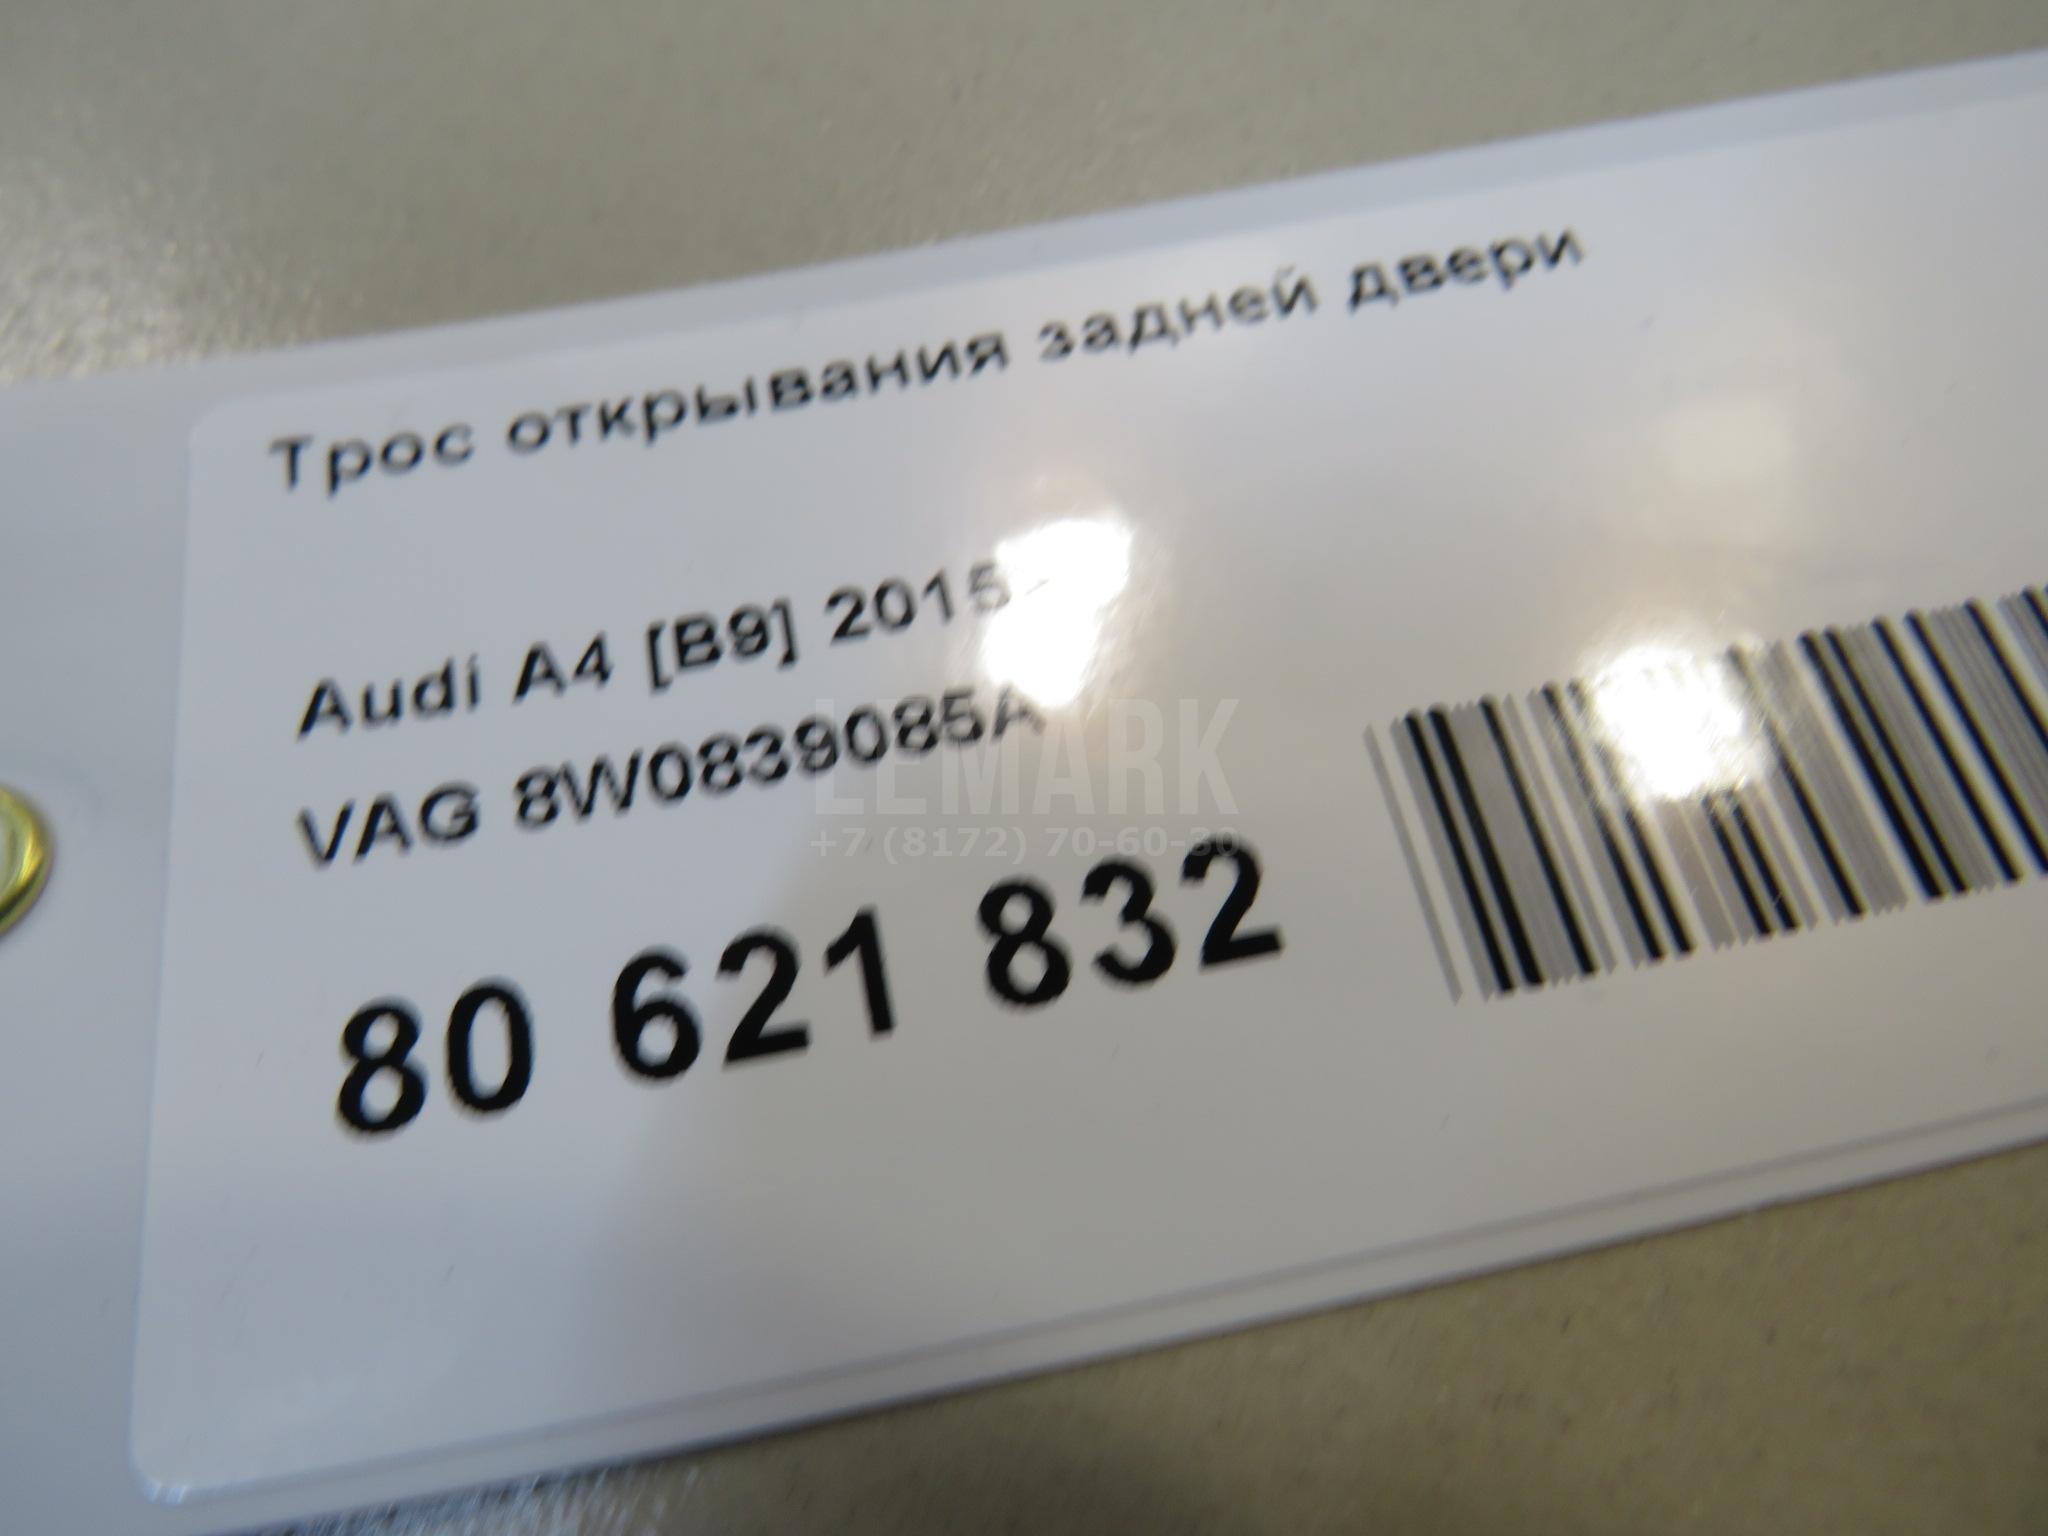 Трос открывания задней двери
Audi A4 [B9] 2015-
VAG 8W0839085A
LEMARK
+7 (8172) 70-60-30
80 621 832